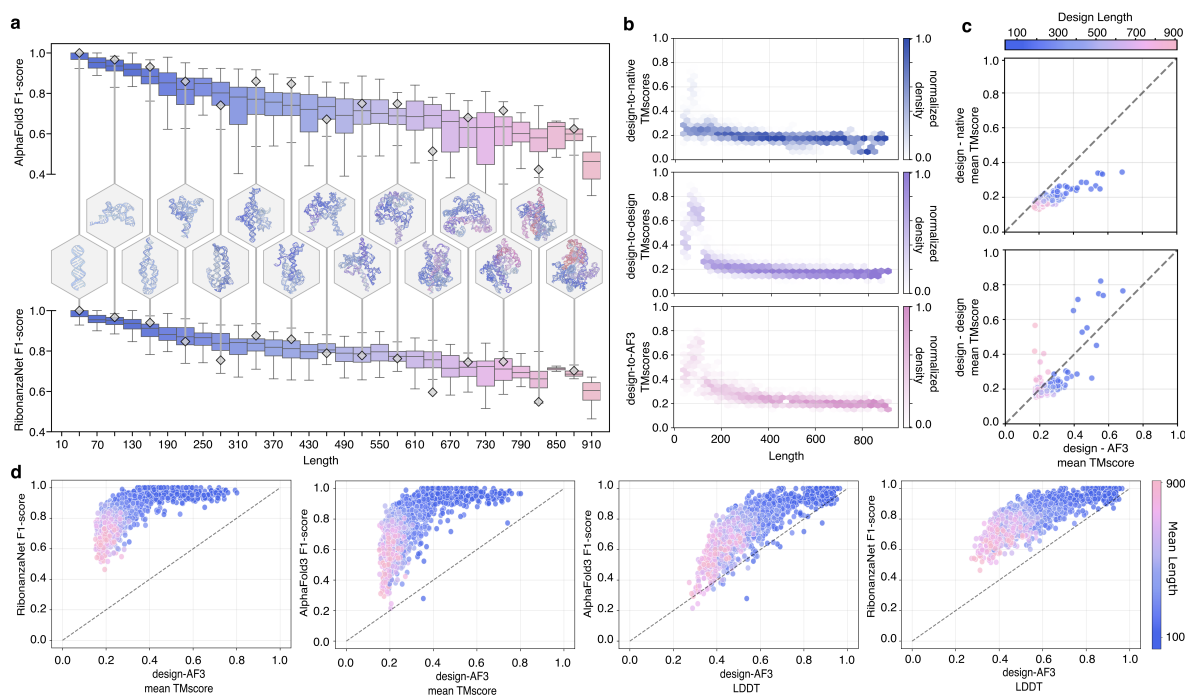 a
AlphaFold3 F1-score
1.0
0.8
0.6
0.4
RibonanzaNet F1-score
1.0
0.8
0.6
0.4
10 70 130 190 250 310 370 430 490 550 610 670 730 790 850 910
Length
b
design-to-native
TMscores
1.0
0.8
0.6
0.4
0.2
0.0
1.0
0.0
normalized
density
design-to-design
TMscores
1.0
0.8
0.6
0.4
0.2
0.0
1.0
0.0
normalized
density
design-to-AF3
TMscores
1.0
0.8
0.6
0.4
0.2
0.0
1.0
0.0
normalized
density
0 200 400 600 800
Length
c
Design Length
100 300 500 700 900
design - native
mean TMscore
1.0
0.8
0.6
0.4
0.2
0.0
design - design
mean TMscore
1.0
0.8
0.6
0.4
0.2
0.0
0.0 0.2 0.4 0.6 0.8 1.0
design - AF3
mean TMscore
d
RibonanzaNet F1-score
1.0
0.8
0.6
0.4
0.2
0.0
0.0 0.2 0.4 0.6 0.8 1.0
design-AF3
mean TMscore
AlphaFold3 F1-score
1.0
0.8
0.6
0.4
0.2
0.0
0.0 0.2 0.4 0.6 0.8 1.0
design-AF3
mean TMscore
AlphaFold3 F1-score
1.0
0.8
0.6
0.4
0.2
0.0
0.0 0.2 0.4 0.6 0.8 1.0
design-AF3
LDDT
RibonanzaNet F1-score
1.0
0.8
0.6
0.4
0.2
0.0
0.0 0.2 0.4 0.6 0.8 1.0
design-AF3
LDDT
900
Mean Length
100